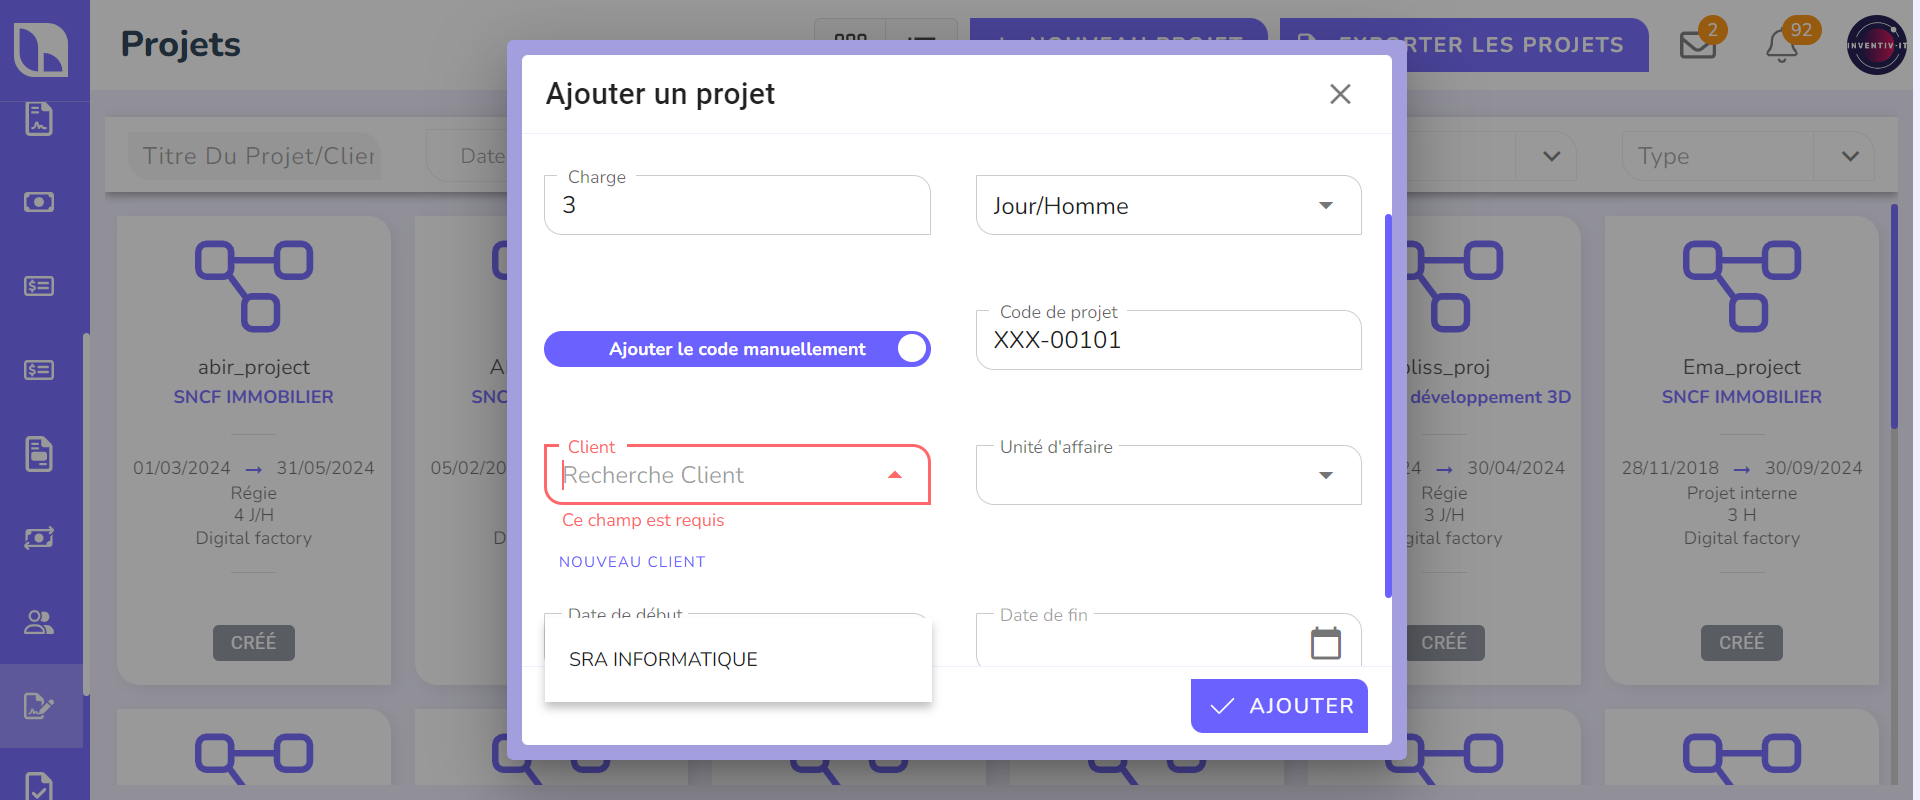 Projets
NOUVEAU PROJET
EXPORTER LES PROJETS
2
92
INVENTIV-IT
Titre Du Projet/Clier
Date
Type
Ajouter un projet
Charge
3
Jour/Homme
Ajouter le code manuellement
Code de projet
XXX-00101
Client
Recherche Client
Ce champ est requis
NOUVEAU CLIENT
Unité d'affaire
Date de début
SRA INFORMATIQUE
Date de fin
AJOUTER
abir_project
SNCF IMMOBILIER
01/03/2024 → 31/05/2024
Régie
4 J/H
Digital factory
CRÉÉ
A
SNC
05/02/20
D
liss_proj
développement 3D
24 → 30/04/2024
Régie
3 J/H
gital factory
CRÉÉ
Ema_project
SNCF IMMOBILIER
28/11/2018 → 30/09/2024
Projet interne
3 H
Digital factory
CRÉÉ